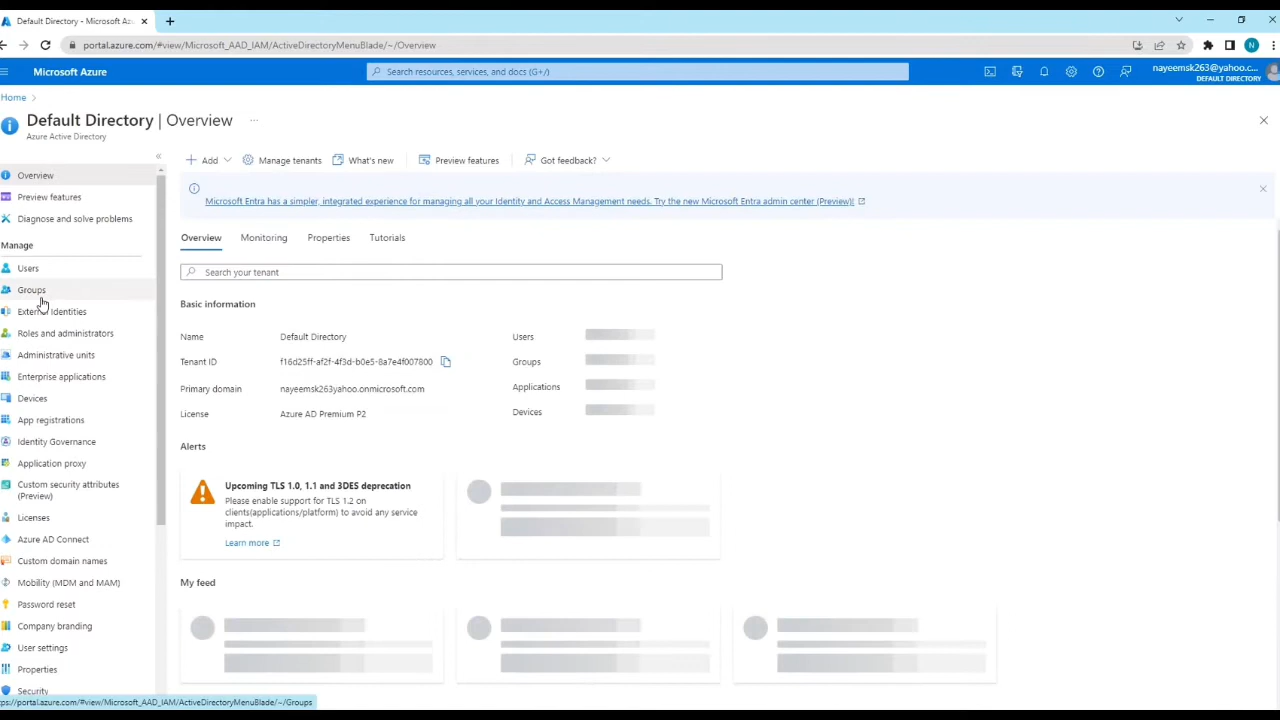 Default Directory - Microsoft Az
portal.azure.com/#view/Microsoft_AAD_IAM/ActiveDirectoryMenuBlade/~/Overview
N
Microsoft Azure
Search resources, services, and docs (G+/)
nayeemsk263@yahoo.c...
DEFAULT DIRECTORY
Home
Default Directory | Overview
...
Azure Active Directory
«
Overview
Preview features
Diagnose and solve problems
Manage
Users
Groups
External Identities
Roles and administrators
Administrative units
Enterprise applications
Devices
App registrations
Identity Governance
Application proxy
Custom security attributes
(Preview)
Licenses
Azure AD Connect
Custom domain names
Mobility (MDM and MAM)
Password reset
Company branding
User settings
Properties
Security
Add
Manage tenants
What's new
Preview features
Got feedback?
Microsoft Entra has a simpler, integrated experience for managing all your Identity and Access Management needs. Try the new Microsoft Entra admin center (Preview)!
Overview
Monitoring
Properties
Tutorials
Search your tenant
Basic information
Name
Default Directory
Users
Tenant ID
f16d25ff-af2f-4f3d-b0e5-8a7e4f007800
Groups
Primary domain
nayeemsk263yahoo.onmicrosoft.com
Applications
License
Azure AD Premium P2
Devices
Alerts
Upcoming TLS 1.0, 1.1 and 3DES deprecation
Please enable support for TLS 1.2 on
clients(applications/platform) to avoid any service
impact.
Learn more
My feed
ps://portal.azure.com/#view/Microsoft_AAD_IAM/ActiveDirectoryMenuBlade/~/Groups